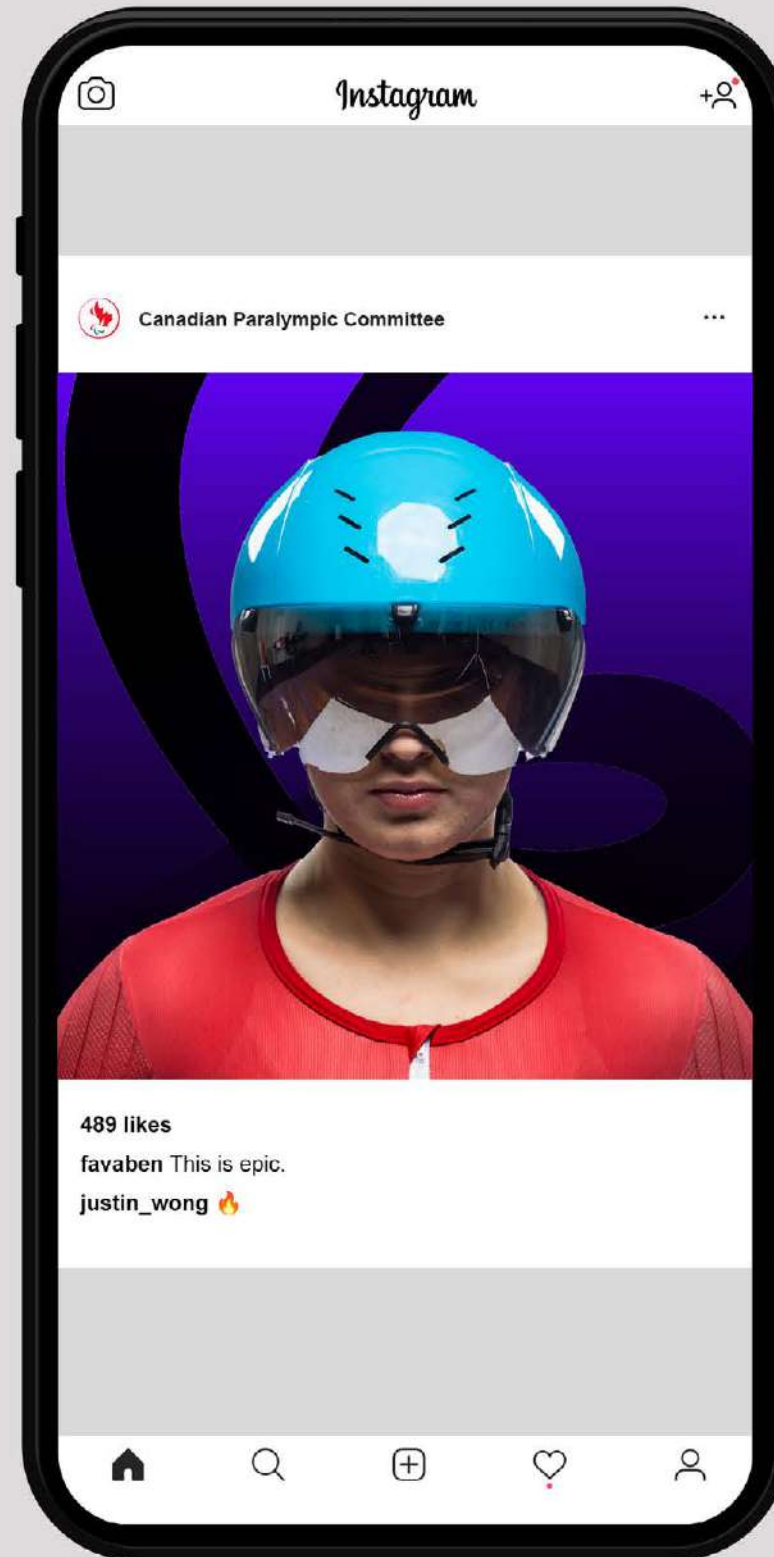 Instagram
Canadian Paralympic Committee
489 likes
favaben This is epic.
justin_wong 🔥